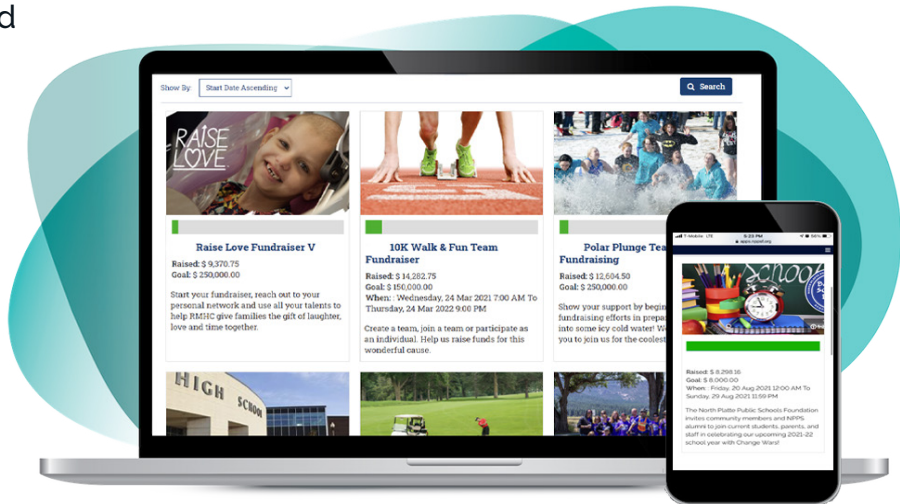 d
Show By:
Start Date Ascending
Search
RAISE
LOVE
Raise Love Fundraiser V
Raised: $ 9,370.75
Goal: $ 250,000.00
Start your fundraiser, reach out to your
personal network and use all your talents to
help RMHC give families the gift of laughter,
love and time together.
10K Walk & Fun Team
Fundraiser
Raised: $ 14,282.75
Goal: $ 150,000.00
When: : Wednesday, 24 Mar 2021 7:00 AM To
Thursday, 24 Mar 2022 9:00 PM
Create a team, join a team or participate as
an individual. Help us raise funds for this
wonderful cause.
Polar Plunge Tea
Fundraising
Raised: $ 12,604.50
Goal: $ 250,000.00
Show your support by begin
fundraising efforts in prepa
into some icy cold water! W
you to join us for the coolest
HIGH SCHOOL
T-Mobile LTE
School
Raised: $ 8,298.16
Goal: $ 8,000.00
When : Friday, 20 Aug 2021 12:00 AM To
Sunday, 29 Aug 2021 11:59 PM
The North Platte Public Schools Foundation
invites community members and NPPS
alumni to join current students, parents, and
staff in celebrating our upcoming 2021-22
school year with Change Wars!